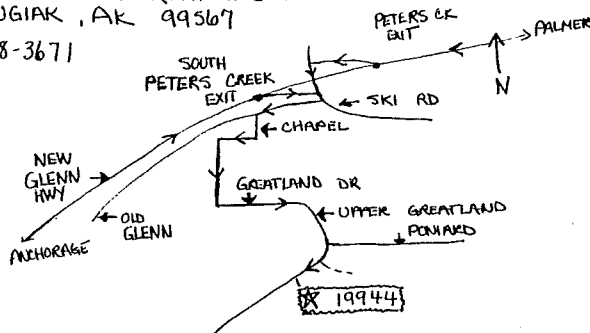 UGIAK, AK 99567
8-3671
PETERS CK
EXIT
PALMER
N
SOUTH
PETERS CREEK
EXIT
SKI RD
CHAPEL
NEW
GLENN
HWY
GREATLAND DR
OLD
GLENN
UPPER GREATLAND
PONIARD
ANCHORAGE
19944